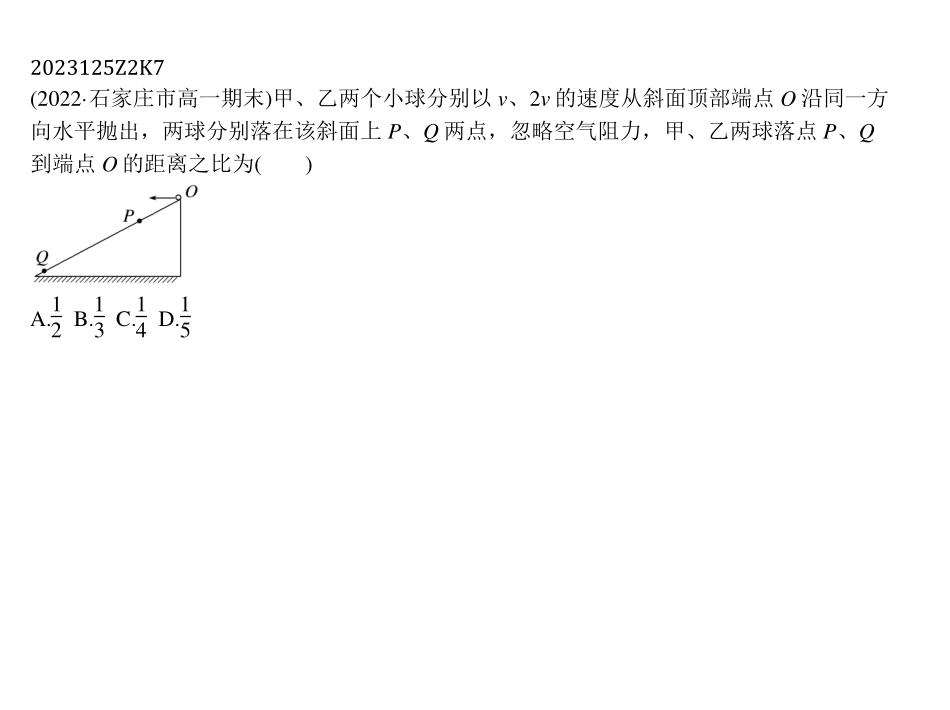 2023125Z2K7
(2022·石家庄市高一期末)甲、乙两个小球分别以 v、2v 的速度从斜面顶部端点 O 沿同一方
向水平抛出，两球分别落在该斜面上 P、Q 两点，忽略空气阻力，甲、乙两球落点 P、Q
到端点 O 的距离之比为(　　)
O
P
Q
A.1/2 B.1/3 C.1/4 D.1/5